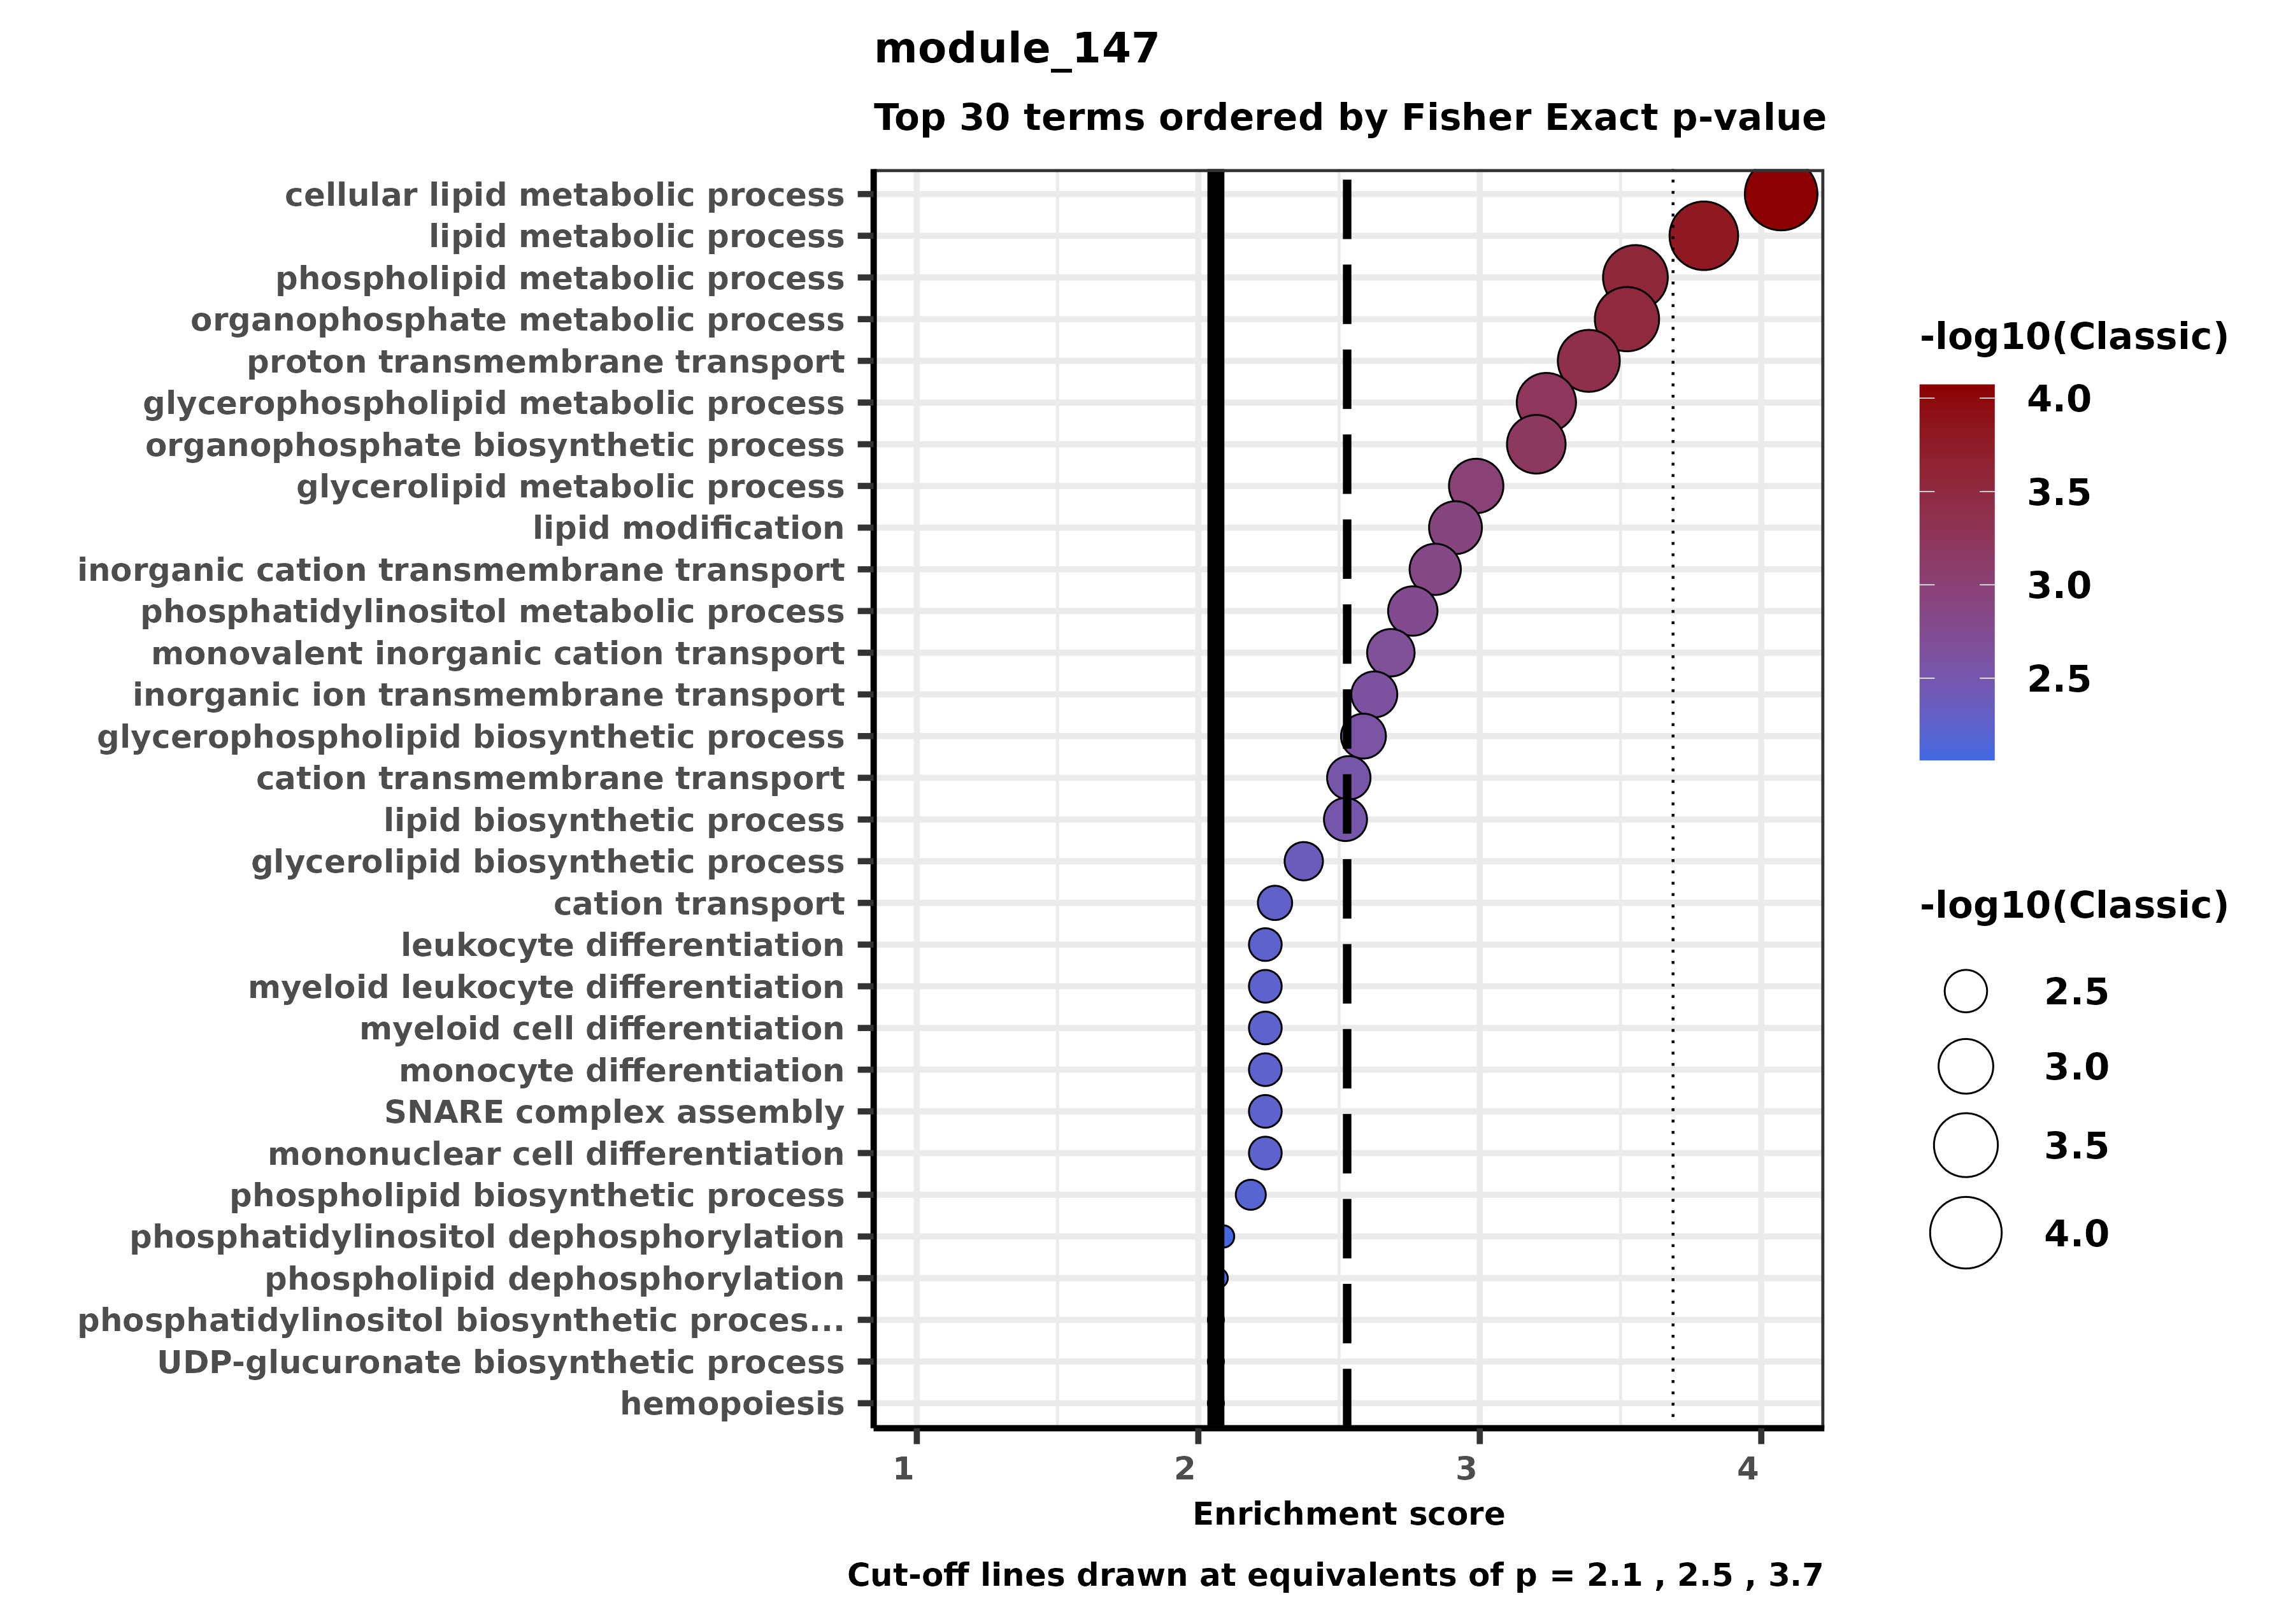 module_147
Top 30 terms ordered by Fisher Exact p-value
cellular lipid metabolic process
lipid metabolic process
phospholipid metabolic process
organophosphate metabolic process
proton transmembrane transport
glycerophospholipid metabolic process
organophosphate biosynthetic process
glycerolipid metabolic process
lipid modification
inorganic cation transmembrane transport
phosphatidylinositol metabolic process
monovalent inorganic cation transport
inorganic ion transmembrane transport
glycerophospholipid biosynthetic process
cation transmembrane transport
lipid biosynthetic process
glycerolipid biosynthetic process
cation transport
leukocyte differentiation
myeloid leukocyte differentiation
myeloid cell differentiation
monocyte differentiation
SNARE complex assembly
mononuclear cell differentiation
phospholipid biosynthetic process
phosphatidylinositol dephosphorylation
phospholipid dephosphorylation
phosphatidylinositol biosynthetic proces...
UDP-glucuronate biosynthetic process
hemopoiesis
1 2 3 4
Enrichment score
Cut-off lines drawn at equivalents of p = 2.1 , 2.5 , 3.7
-log10(Classic)
4.0
3.5
3.0
2.5
-log10(Classic)
2.5
3.0
3.5
4.0